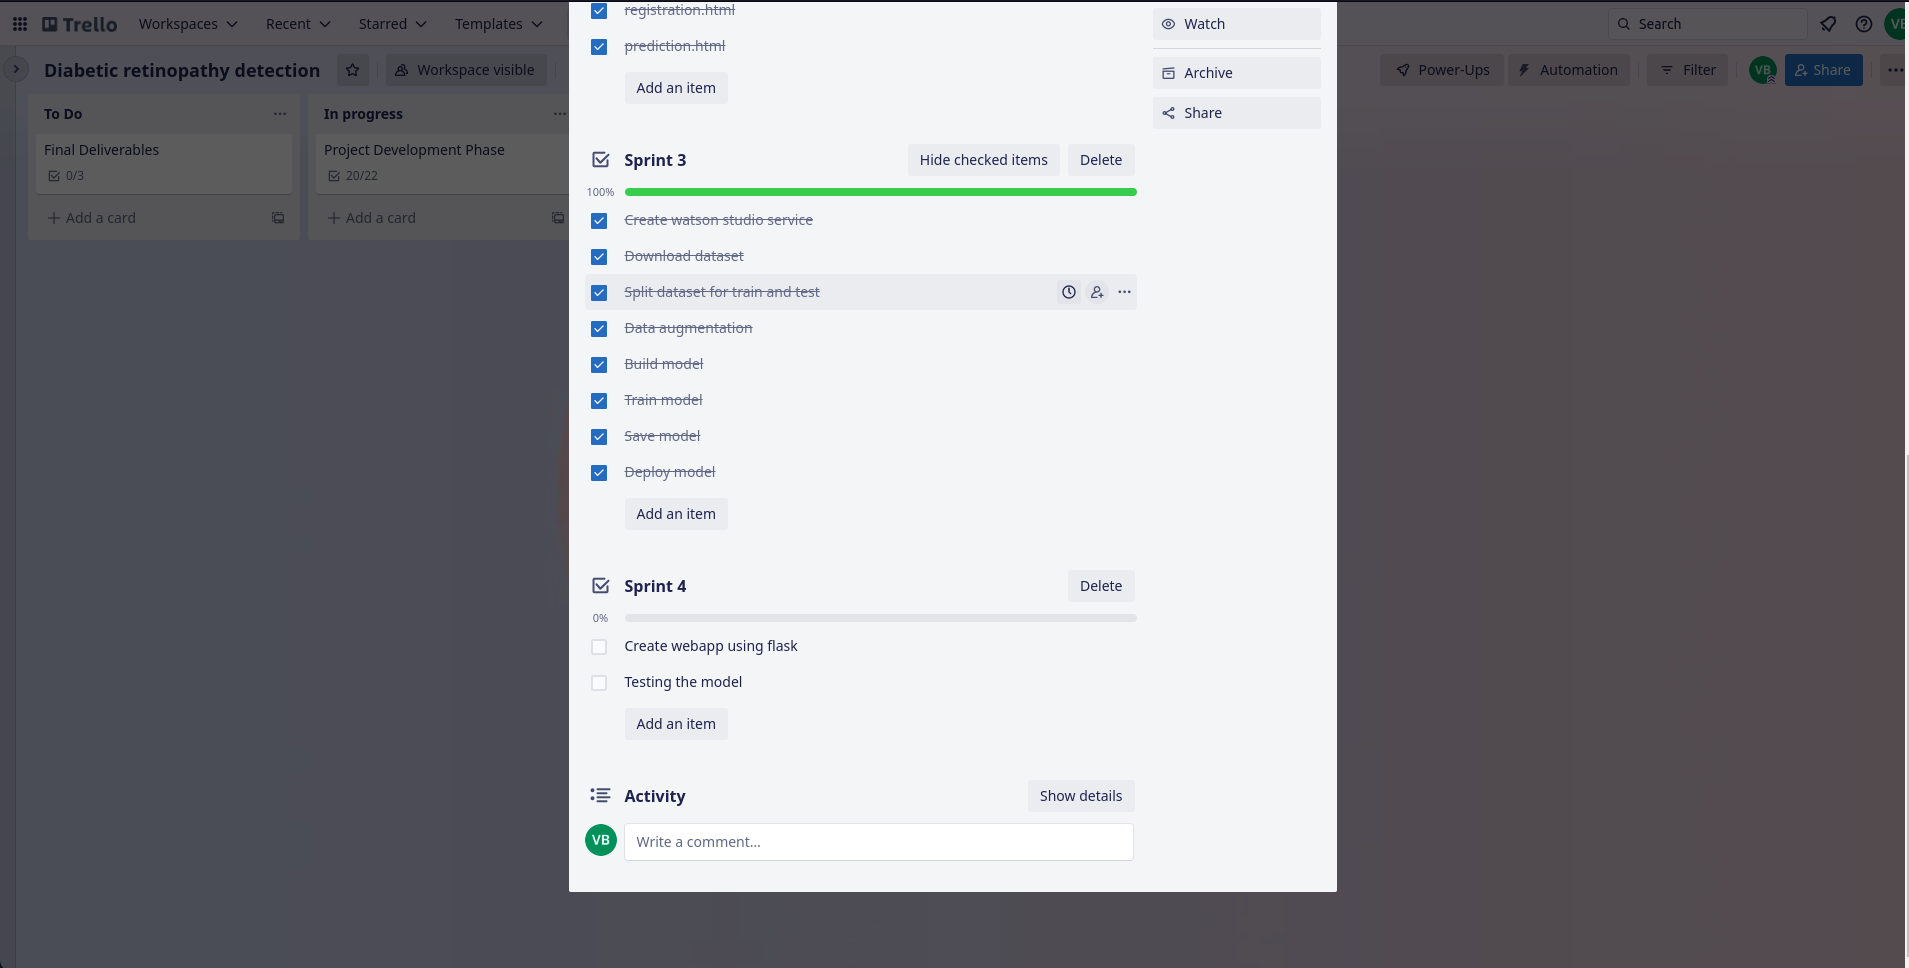 Trello
Workspaces
Recent
Starred
Templates
Search
VB
Diabetic retinopathy detection
Workspace visible
Power-Ups
Automation
Filter
VB
Share
To Do
Final Deliverables
0/3
Add a card
In progress
Project Development Phase
20/22
Add a card
registration.html
prediction.html
Add an item
Watch
Archive
Share
Sprint 3
Hide checked items
Delete
100%
Create watson studio service
Download dataset
Split dataset for train and test
Data augmentation
Build model
Train model
Save model
Deploy model
Add an item
Sprint 4
Delete
0%
Create webapp using flask
Testing the model
Add an item
Activity
Show details
VB
Write a comment…